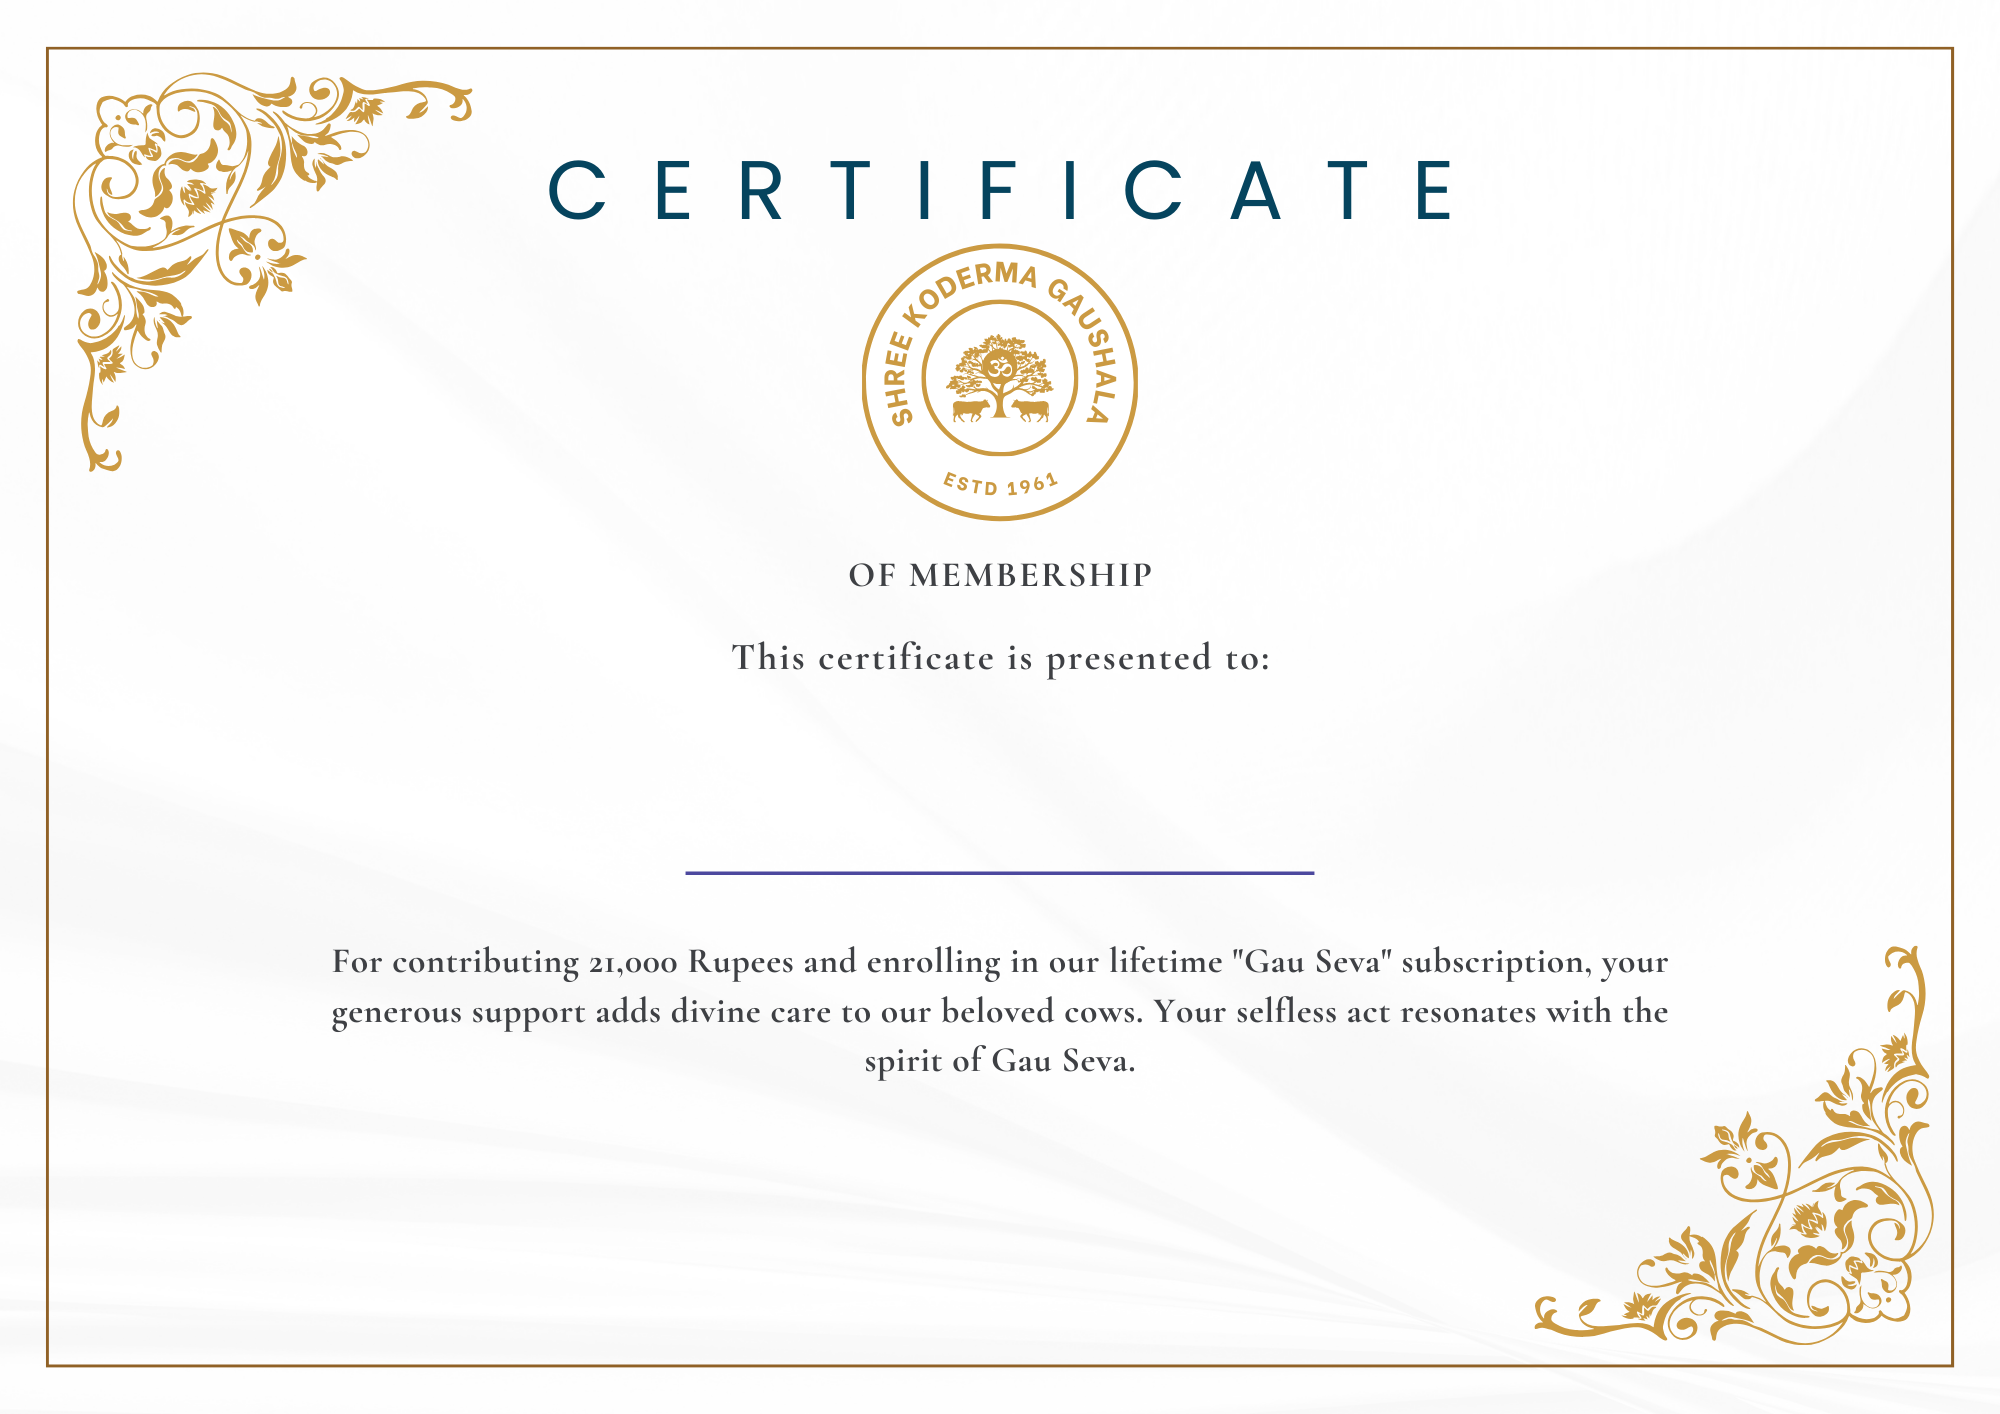 CERTIFICATE
SHREE KODERMA GAUSHALA
ॐ
ESTD 1961
OF MEMBERSHIP
This certificate is presented to:
For contributing 21,000 Rupees and enrolling in our lifetime "Gau Seva" subscription, your
generous support adds divine care to our beloved cows. Your selfless act resonates with the
spirit of Gau Seva.